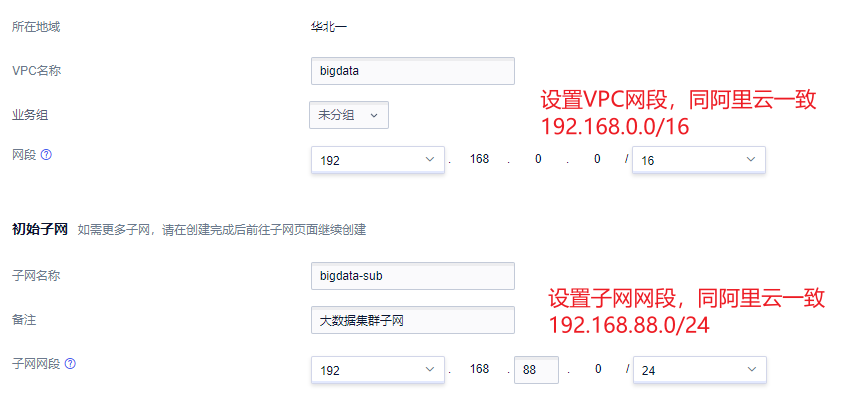 所在地域 华北一
VPC名称 bigdata
业务组 未分组
网段 192 . 168 . 0 . 0 / 16
设置VPC网段，同阿里云一致
192.168.0.0/16
初始子网 如需更多子网，请在创建完成后前往子网页面继续创建
子网名称 bigdata-sub
备注 大数据集群子网
子网网段 192 . 168 . 88 . 0 / 24
设置子网网段，同阿里云一致
192.168.88.0/24